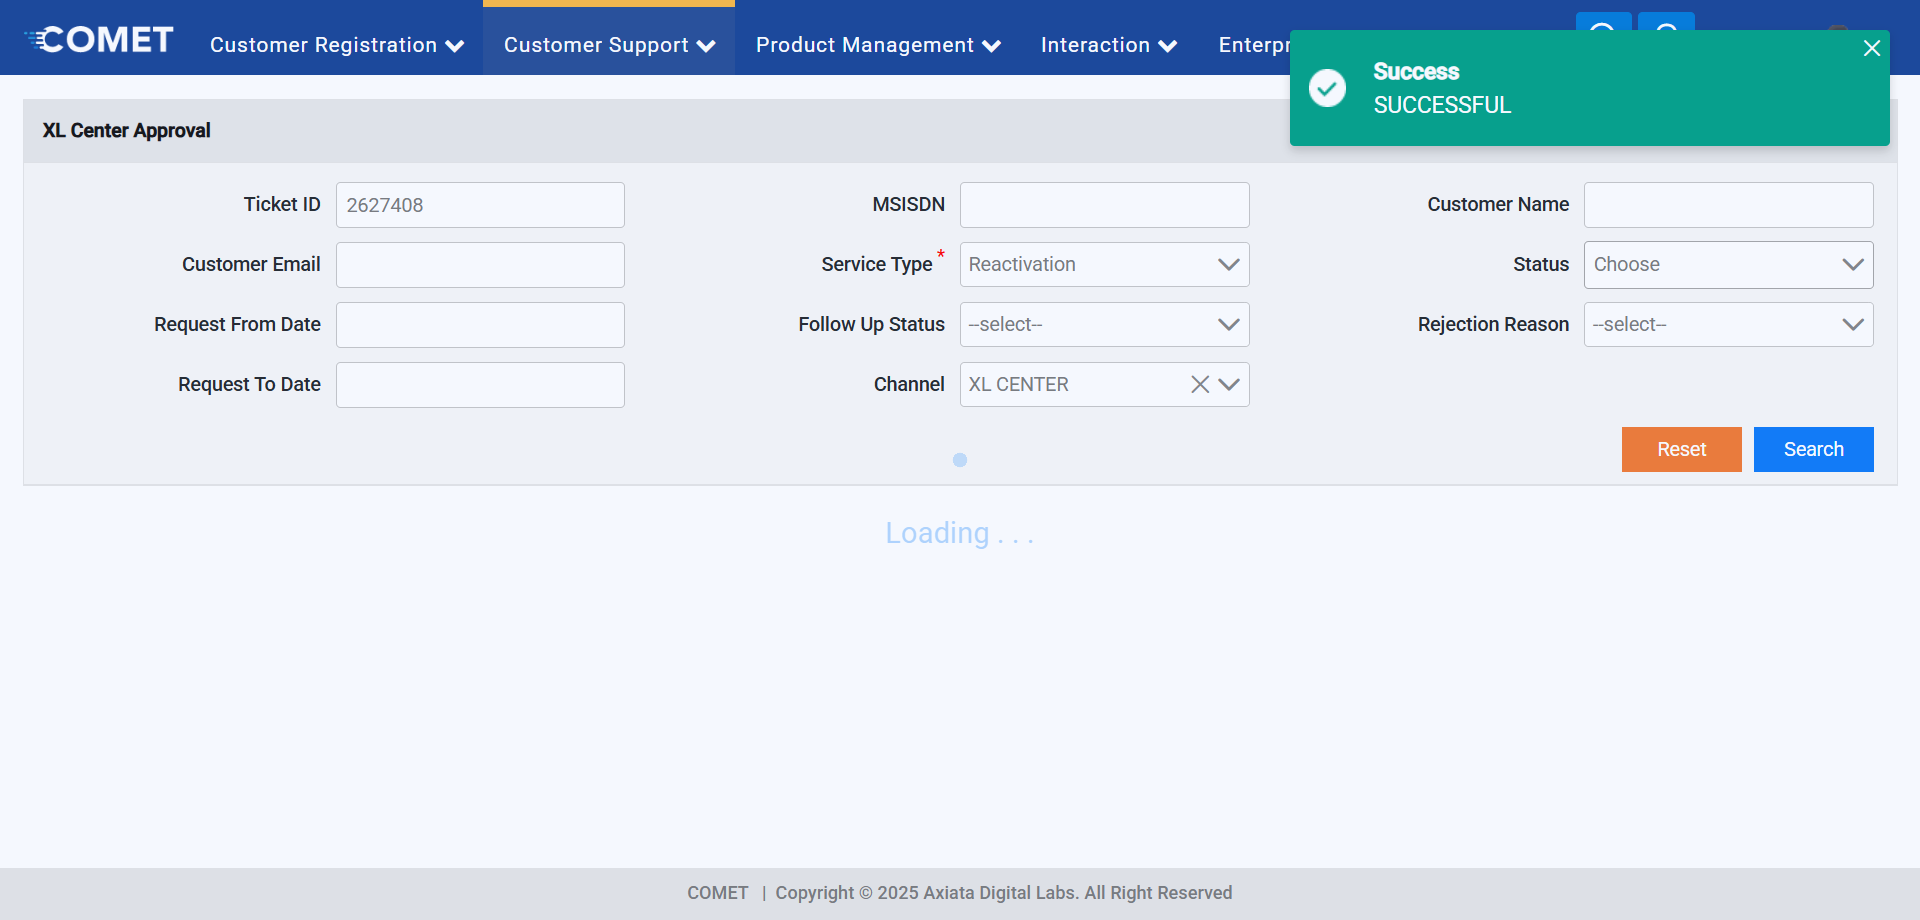 COMET
Customer Registration
Customer Support
Product Management
Interaction
Enterpr
Success
SUCCESSFUL
XL Center Approval
Ticket ID 2627408
MSISDN
Customer Name
Customer Email
Service Type * Reactivation
Status Choose
Request From Date
Follow Up Status --select--
Rejection Reason --select--
Request To Date
Channel XL CENTER
Reset
Search
Loading . . .
COMET | Copyright © 2025 Axiata Digital Labs. All Right Reserved